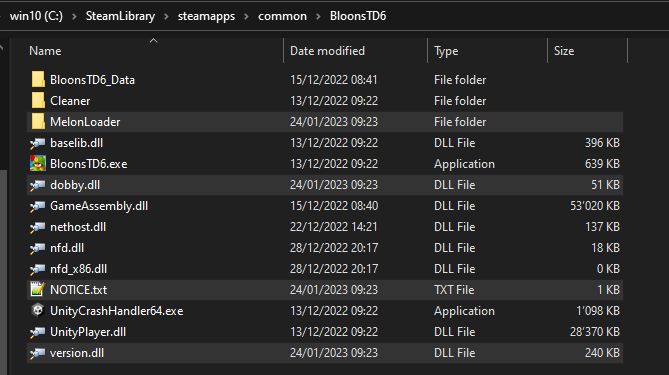 win10 (C:) > SteamLibrary > steamapps > common > BloonsTD6
Name Date modified Type Size
BloonsTD6_Data 15/12/2022 08:41 File folder
Cleaner 13/12/2022 09:22 File folder
MelonLoader 24/01/2023 09:23 File folder
baselib.dll 13/12/2022 09:22 DLL File 396 KB
BloonsTD6.exe 13/12/2022 09:22 Application 639 KB
dobby.dll 24/01/2023 09:23 DLL File 51 KB
GameAssembly.dll 15/12/2022 08:40 DLL File 53'020 KB
nethost.dll 22/12/2022 14:21 DLL File 137 KB
nfd.dll 28/12/2022 20:17 DLL File 18 KB
nfd_x86.dll 28/12/2022 20:17 DLL File 0 KB
NOTICE.txt 24/01/2023 09:23 TXT File 1 KB
UnityCrashHandler64.exe 13/12/2022 09:22 Application 1'098 KB
UnityPlayer.dll 13/12/2022 09:22 DLL File 28'370 KB
version.dll 24/01/2023 09:23 DLL File 240 KB